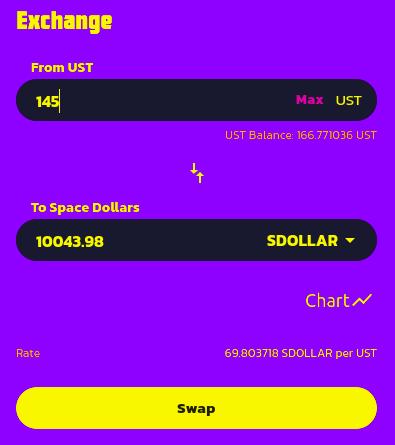 Exchange
From UST
145 Max UST
UST Balance: 166.771036 UST
To Space Dollars
10043.98 SDOLLAR
Chart
Rate 69.803718 SDOLLAR per UST
Swap